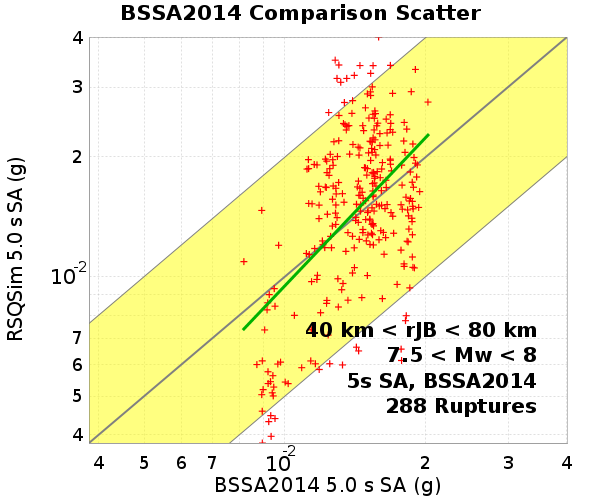 BSSA2014 Comparison Scatter
RSQSim 5.0 s SA (g)
4
3
2
10-2
7
6
5
4
40 km < rJB < 80 km
7.5 < Mw < 8
5s SA, BSSA2014
288 Ruptures
4 5 6 7 10-2 2 3 4
BSSA2014 5.0 s SA (g)